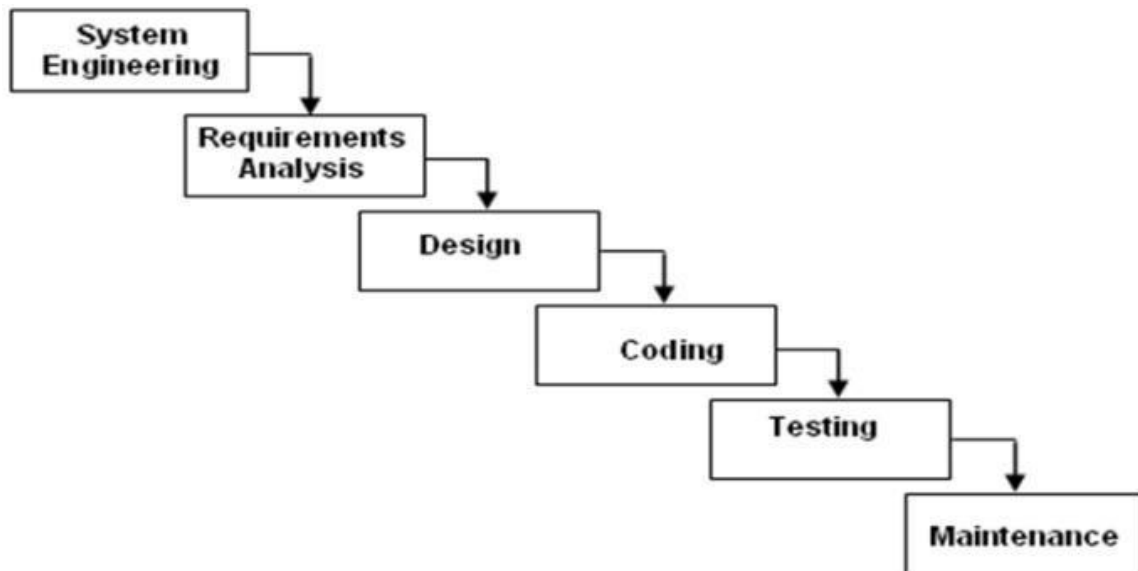 System
Engineering
Requirements
Analysis
Design
Coding
Testing
Maintenance